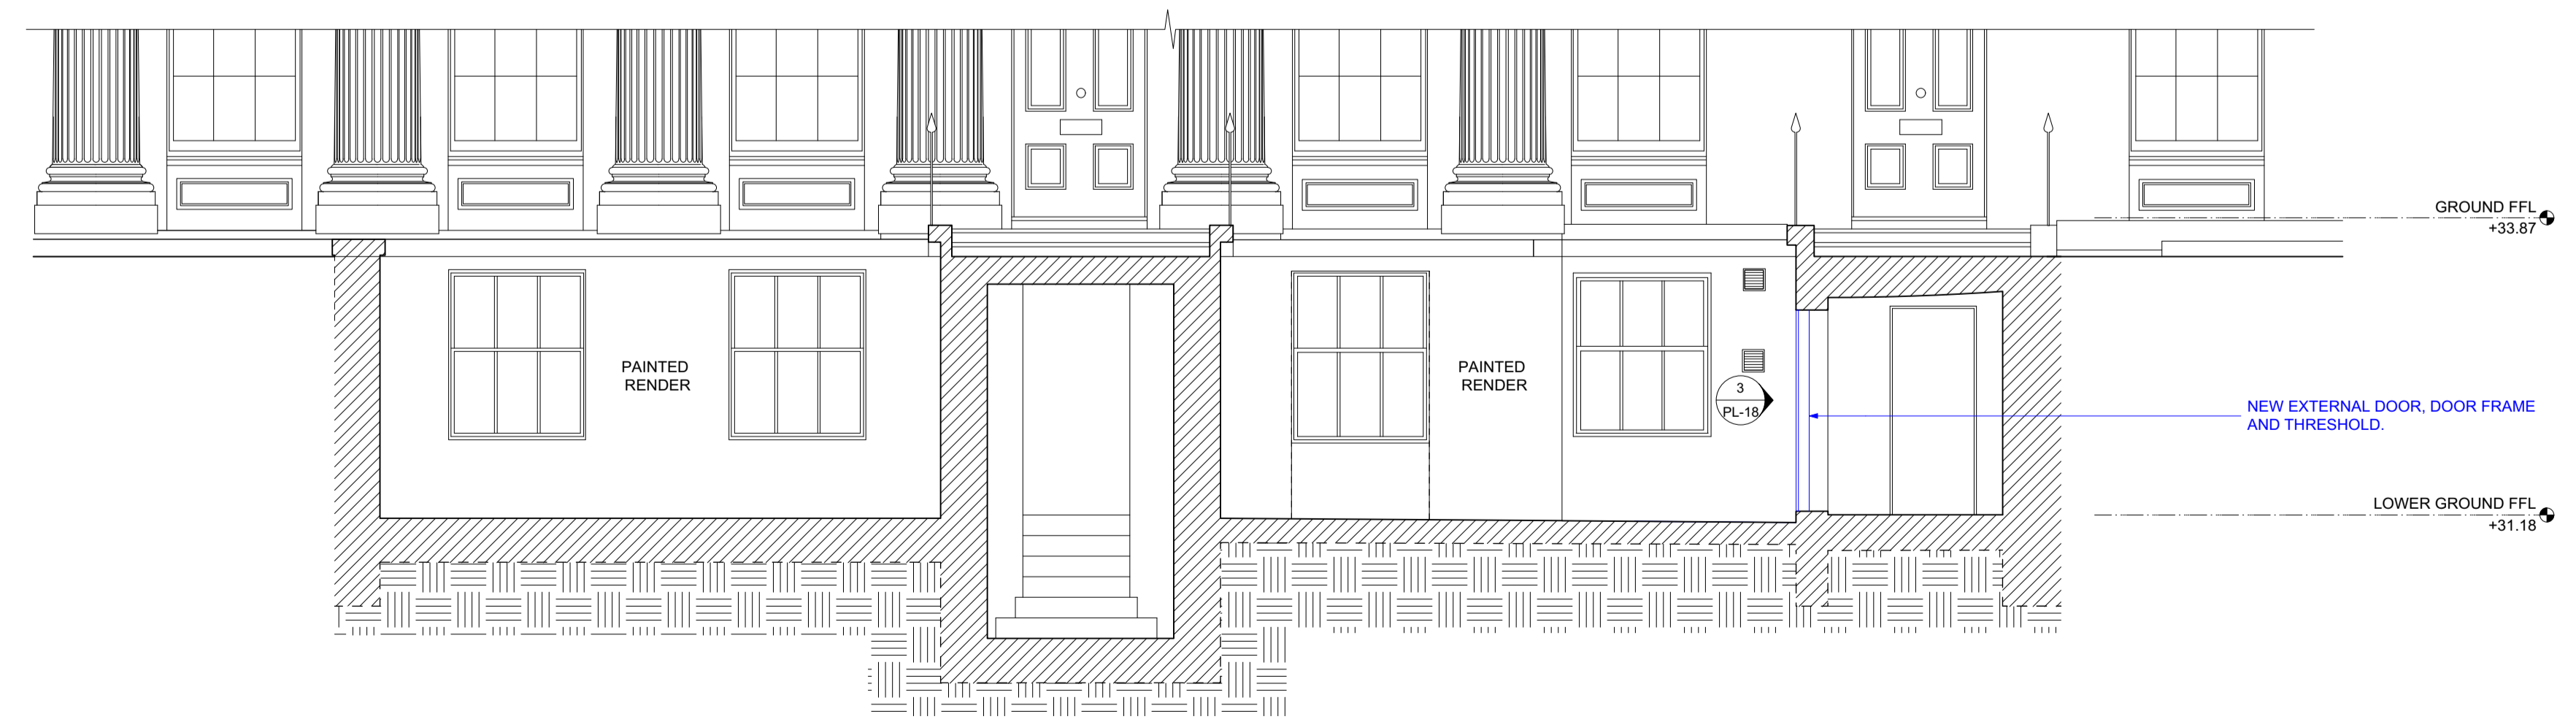 GROUND FFL
+33.87
PAINTED
RENDER
PAINTED
RENDER
3
PL-18
NEW EXTERNAL DOOR, DOOR FRAME
AND THRESHOLD.
LOWER GROUND FFL
+31.18